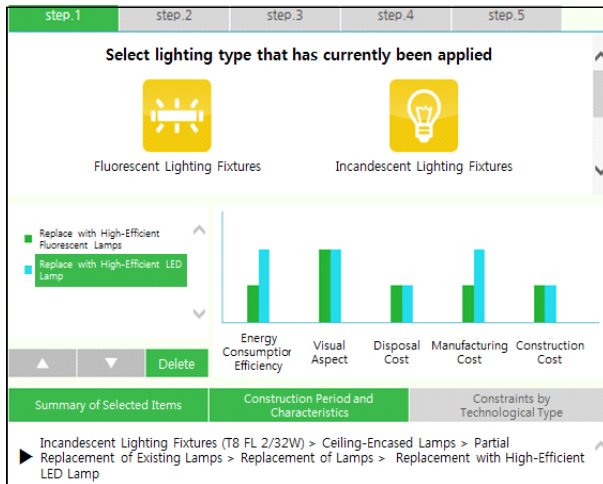 step.1 step.2 step.3 step.4 step.5
Select lighting type that has currently been applied
Fluorescent Lighting Fixtures Incandescent Lighting Fixtures
Replace with High-Efficient
Fluorescent Lamps
Replace with High-Efficient LED
Lamp
Energy
Consumption
Efficiency
Visual
Aspect
Disposal
Cost
Manufacturing
Cost
Construction
Cost
Delete
Summary of Selected Items
Construction Period and
Characteristics
Constraints by
Technological Type
Incandescent Lighting Fixtures (T8 FL 2/32W) > Ceiling-Encased Lamps > Partial
Replacement of Existing Lamps > Replacement of Lamps > Replacement with High-Efficient
LED Lamp